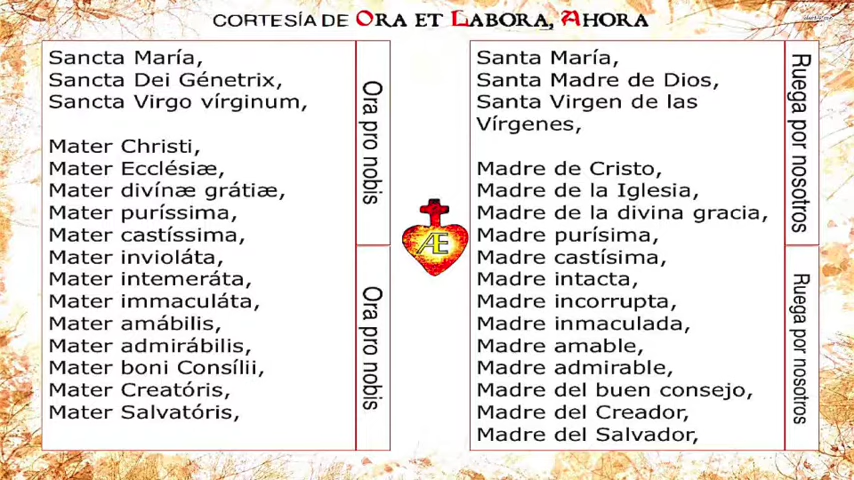 CORTESÍA DE ORA ET LABORA, AHORA
Sancta María,
Sancta Dei Génetrix,
Sancta Virgo vírginum,
Mater Christi,
Mater Ecclésiæ,
Mater divínæ grátiæ,
Mater puríssima,
Mater castíssima,
Mater invioláta,
Mater intemeráta,
Mater immaculáta,
Mater amábilis,
Mater admirábilis,
Mater boni Consílii,
Mater Creatóris,
Mater Salvatóris,
Ora pro nobis
Ora pro nobis
Æ
Santa María,
Santa Madre de Dios,
Santa Virgen de las
Vírgenes,
Madre de Cristo,
Madre de la Iglesia,
Madre de la divina gracia,
Madre purísima,
Madre castísima,
Madre intacta,
Madre incorrupta,
Madre inmaculada,
Madre amable,
Madre admirable,
Madre del buen consejo,
Madre del Creador,
Madre del Salvador,
Ruega por nosotros
Ruega por nosotros